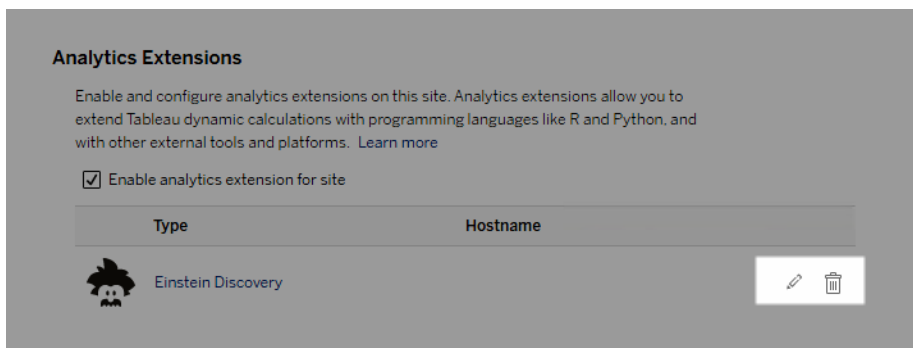 Analytics Extensions
Enable and configure analytics extensions on this site. Analytics extensions allow you to
extend Tableau dynamic calculations with programming languages like R and Python, and
with other external tools and platforms. Learn more
Enable analytics extension for site
Type Hostname
Einstein Discovery